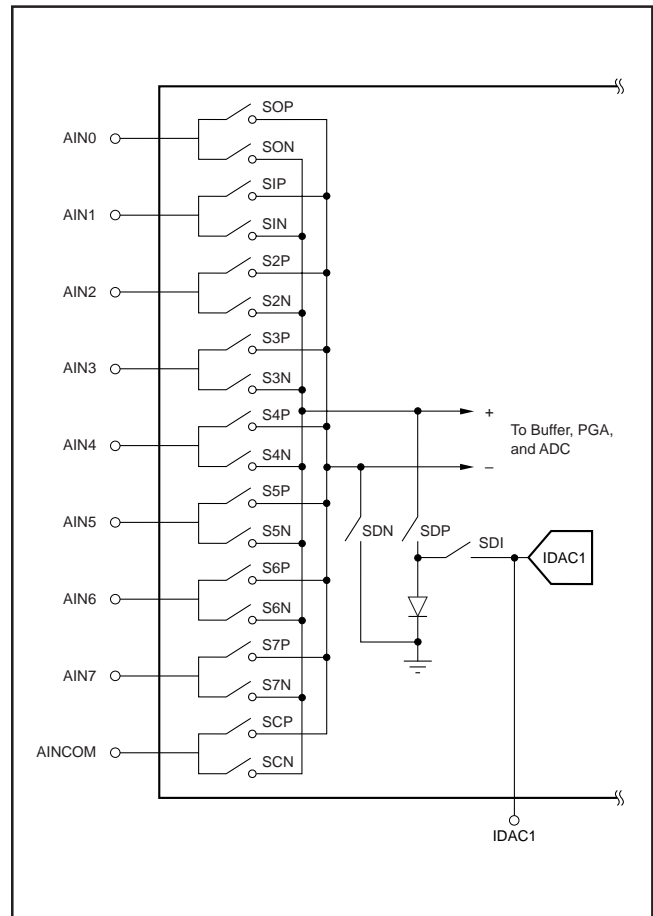 SOP
AIN0
SON
SIP
AIN1
SIN
S2P
AIN2
S2N
S3P
AIN3
S3N
S4P
+
To Buffer, PGA,
and ADC
AIN4
S4N
–
S5P
AIN5
S5N
SDN
SDP
SDI
IDAC1
S6P
AIN6
S6N
S7P
AIN7
S7N
SCP
AINCOM
SCN
IDAC1